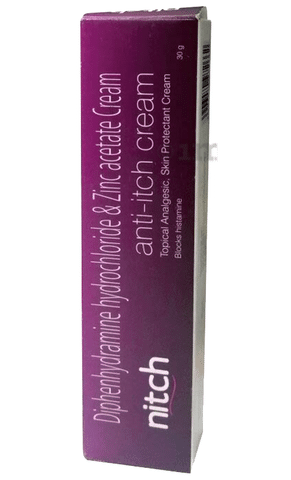 Diphenhydramine hydrochloride & Zinc acetate Cream
anti-itch cream
30 g
Topical Analgesic, Skin Protectant Cream
Blocks histamine
nitch